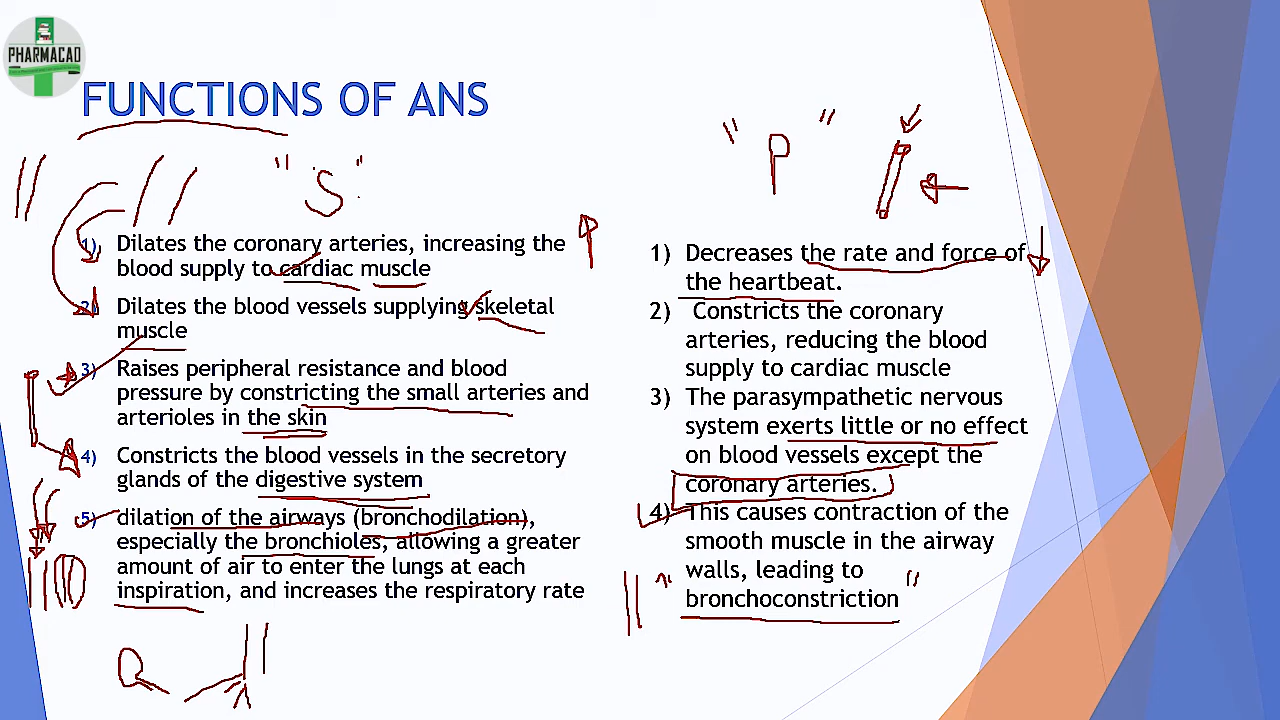 PHARMACAD
FUNCTIONS OF ANS
"S"
1) Dilates the coronary arteries, increasing the
blood supply to cardiac muscle
2) Dilates the blood vessels supplying skeletal
muscle
3) Raises peripheral resistance and blood
pressure by constricting the small arteries and
arterioles in the skin
4) Constricts the blood vessels in the secretory
glands of the digestive system
5) dilation of the airways (bronchodilation),
especially the bronchioles, allowing a greater
amount of air to enter the lungs at each
inspiration, and increases the respiratory rate
"P"
1) Decreases the rate and force of
the heartbeat.
2) Constricts the coronary
arteries, reducing the blood
supply to cardiac muscle
3) The parasympathetic nervous
system exerts little or no effect
on blood vessels except the
coronary arteries.
4) This causes contraction of the
smooth muscle in the airway
walls, leading to
bronchoconstriction